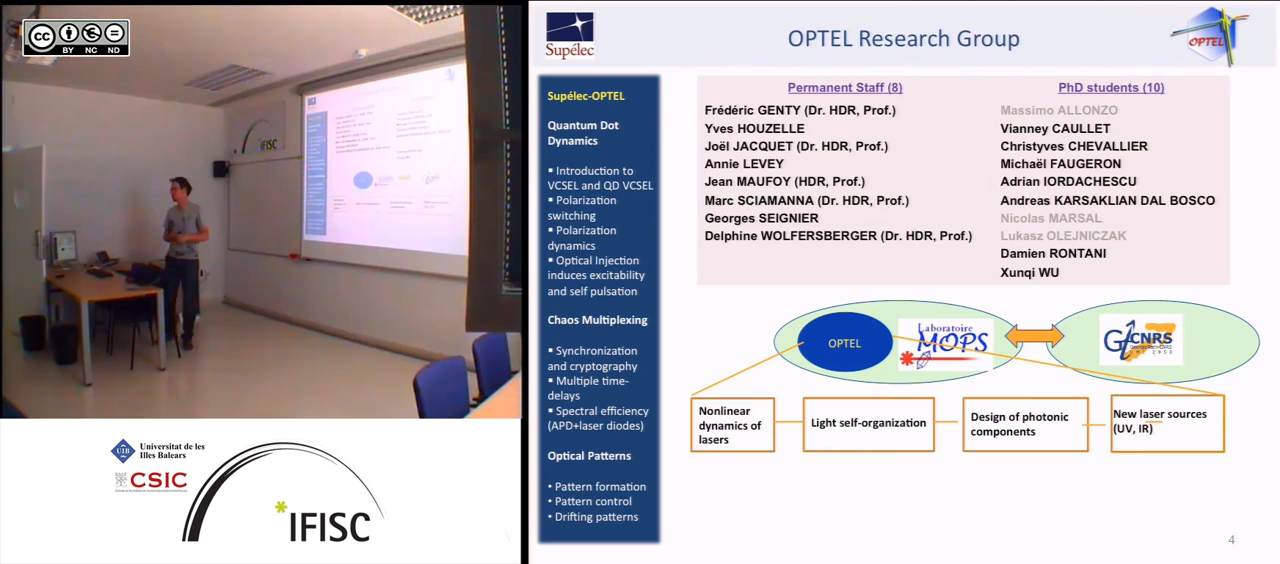 cc
BY NC ND
IFISC
Universitat de les
Illes Balears
UIB
CSIC
*IFISC
Supélec
OPTEL Research Group
OPTEL
Supélec-OPTEL
Quantum Dot
Dynamics
▪ Introduction to
VCSEL and QD VCSEL
▪ Polarization
switching
▪ Polarization
dynamics
▪ Optical Injection
induces excitability
and self pulsation
Chaos Multiplexing
▪ Synchronization
and cryptography
▪ Multiple time-
delays
▪ Spectral efficiency
(APD+laser diodes)
Optical Patterns
• Pattern formation
• Pattern control
• Drifting patterns
Permanent Staff (8)
Frédéric GENTY (Dr. HDR, Prof.)
Yves HOUZELLE
Joël JACQUET (Dr. HDR, Prof.)
Annie LEVEY
Jean MAUFOY (HDR, Prof.)
Marc SCIAMANNA (Dr. HDR, Prof.)
Georges SEIGNIER
Delphine WOLFERSBERGER (Dr. HDR, Prof.)
PhD students (10)
Massimo ALLONZO
Vianney CAULLET
Christyves CHEVALLIER
Michaël FAUGERON
Adrian IORDACHESCU
Andreas KARSAKLIAN DAL BOSCO
Nicolas MARSAL
Lukasz OLEJNICZAK
Damien RONTANI
Xunqi WU
OPTEL
Laboratoire
MOPS
CNRS
Nonlinear
dynamics of
lasers
Light self-organization
Design of photonic
components
New laser sources
(UV, IR)
4